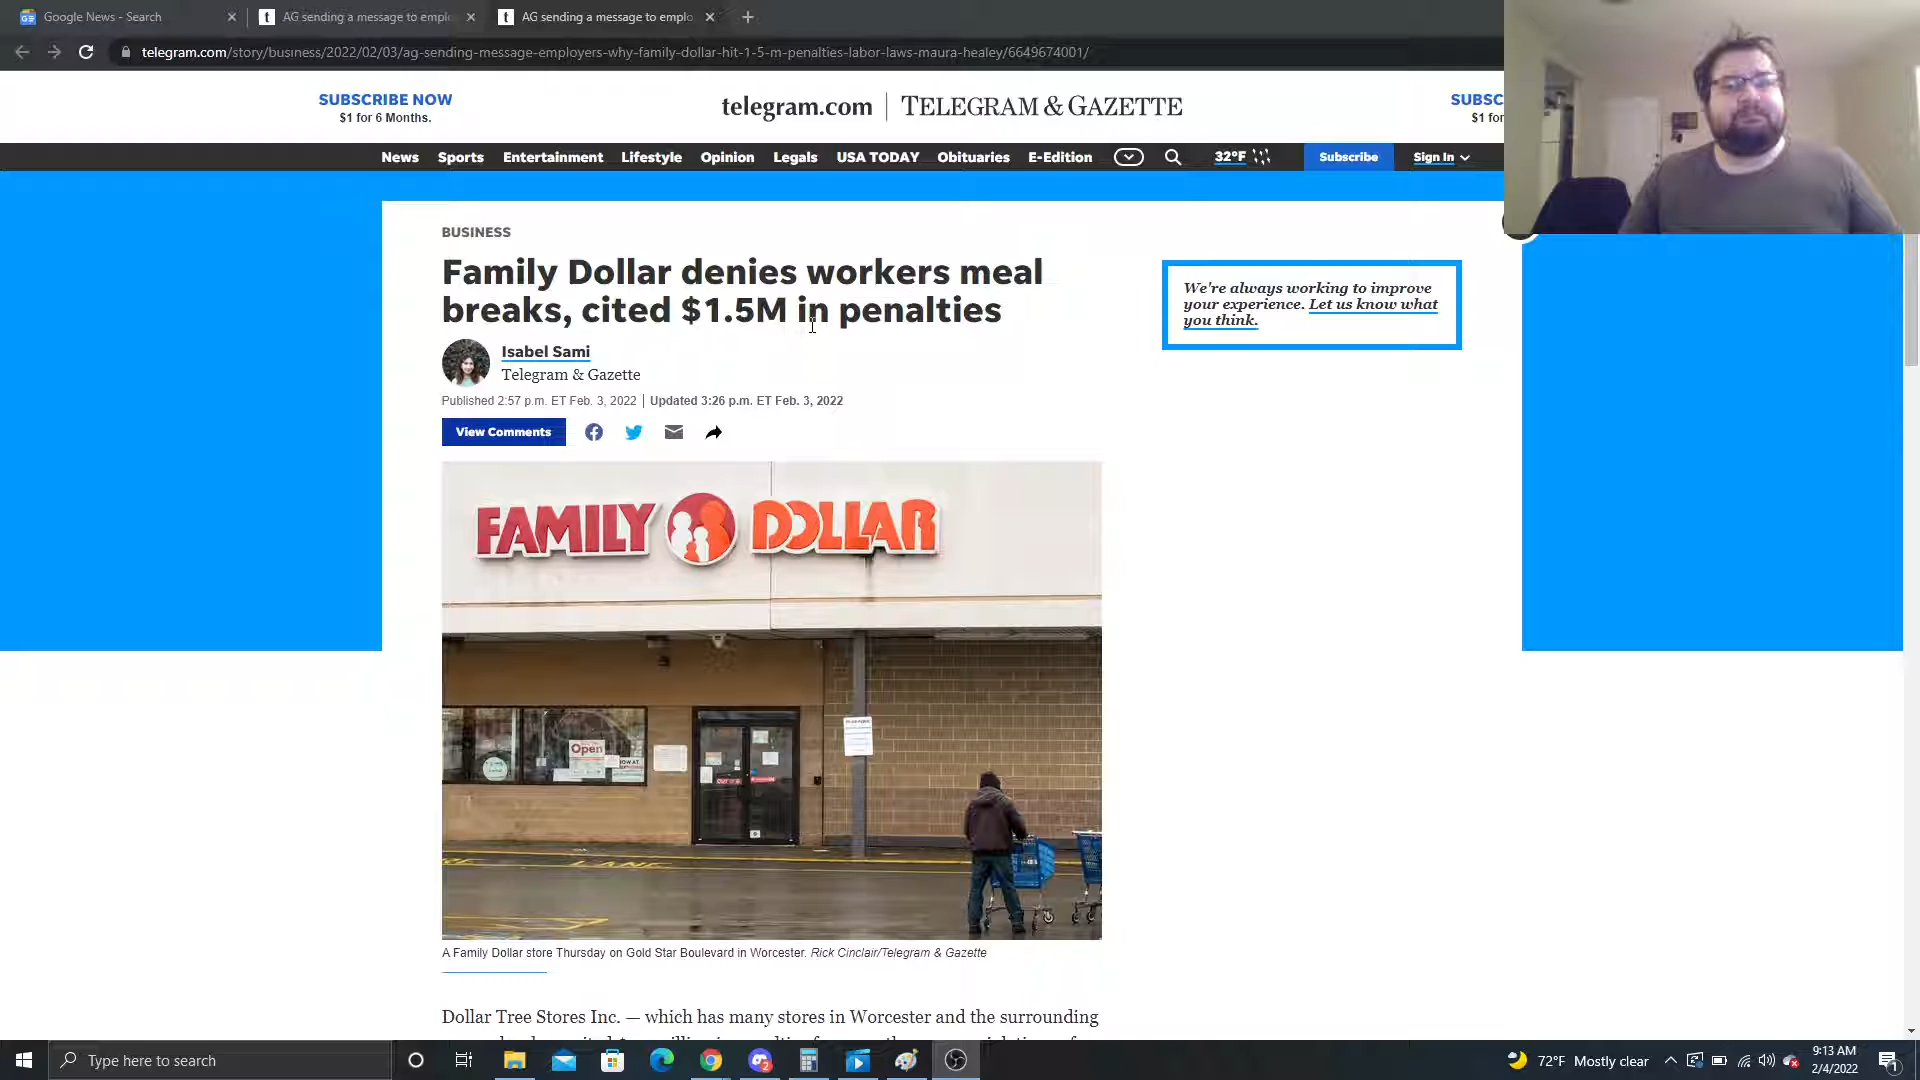 Google News - Search
AG sending a message to emplo
AG sending a message to emplo
telegram.com/story/business/2022/02/03/ag-sending-message-employers-why-family-dollar-hit-1-5-m-penalties-labor-laws-maura-healey/6649674001/
SUBSCRIBE NOW
$1 for 6 Months.
telegram.com | TELEGRAM & GAZETTE
SUBSC
$1 for
News Sports Entertainment Lifestyle Opinion Legals USA TODAY Obituaries E-Edition 32°F Subscribe Sign In
BUSINESS
Family Dollar denies workers meal
breaks, cited $1.5M in penalties
We're always working to improve
your experience. Let us know what
you think.
Isabel Sami
Telegram & Gazette
Published 2:57 p.m. ET Feb. 3, 2022 | Updated 3:26 p.m. ET Feb. 3, 2022
View Comments
FAMILY DOLLAR
Open
A Family Dollar store Thursday on Gold Star Boulevard in Worcester. Rick Cinclair/Telegram & Gazette
Dollar Tree Stores Inc. — which has many stores in Worcester and the surrounding
Type here to search
2
72°F Mostly clear
9:13 AM
2/4/2022
1